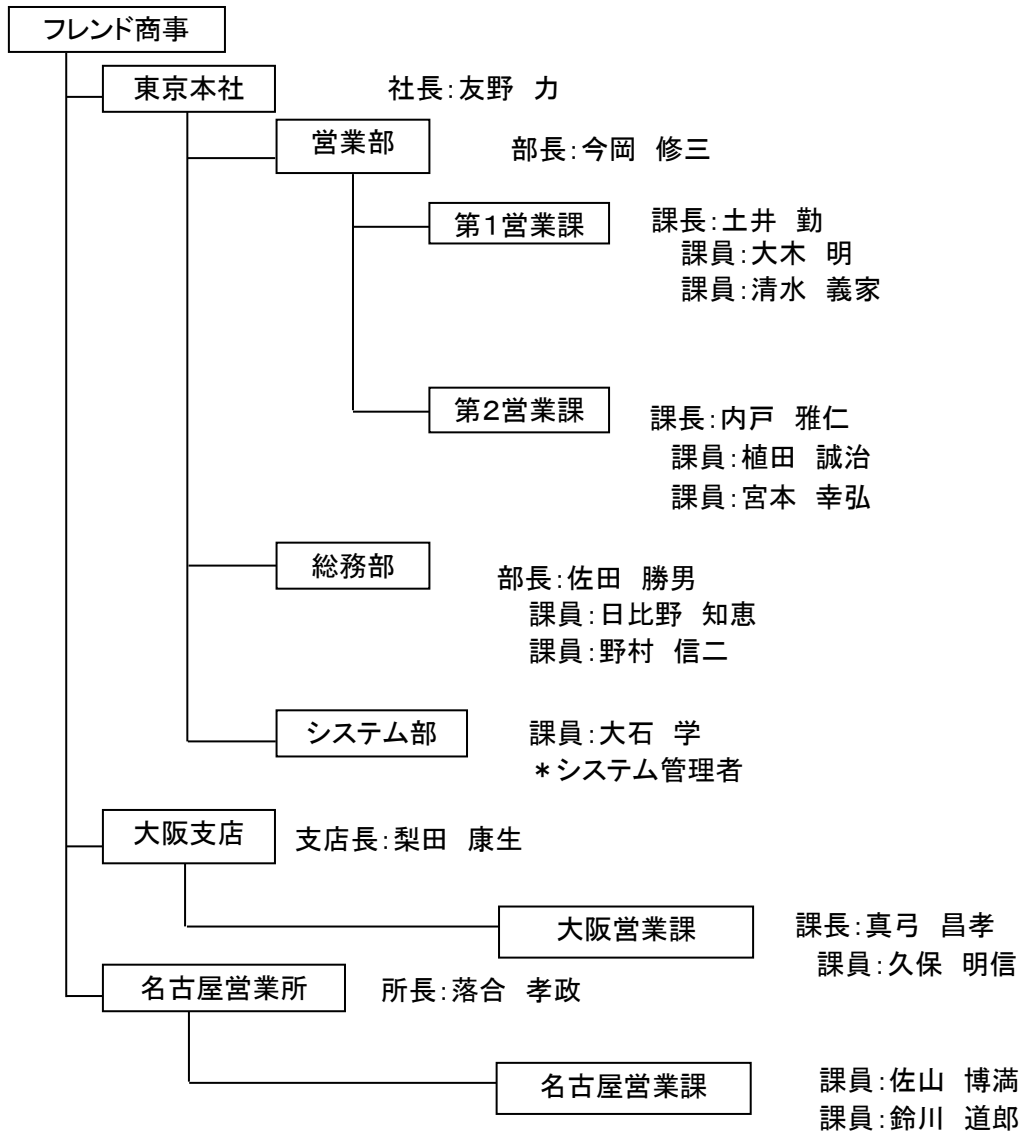 フレンド商事
東京本社　社長:友野　力
営業部　部長:今岡　修三
第１営業課　課長:土井　勤
課員:大木　明
課員:清水　義家
第２営業課　課長:内戸　雅仁
課員:植田　誠治
課員:宮本　幸弘
総務部　部長:佐田　勝男
課員:日比野　知恵
課員:野村　信二
システム部　課員:大石　学
＊システム管理者
大阪支店　支店長:梨田　康生
大阪営業課　課長:真弓　昌孝
課員:久保　明信
名古屋営業所　所長:落合　孝政
名古屋営業課　課員:佐山　博満
課員:鈴川　道郎